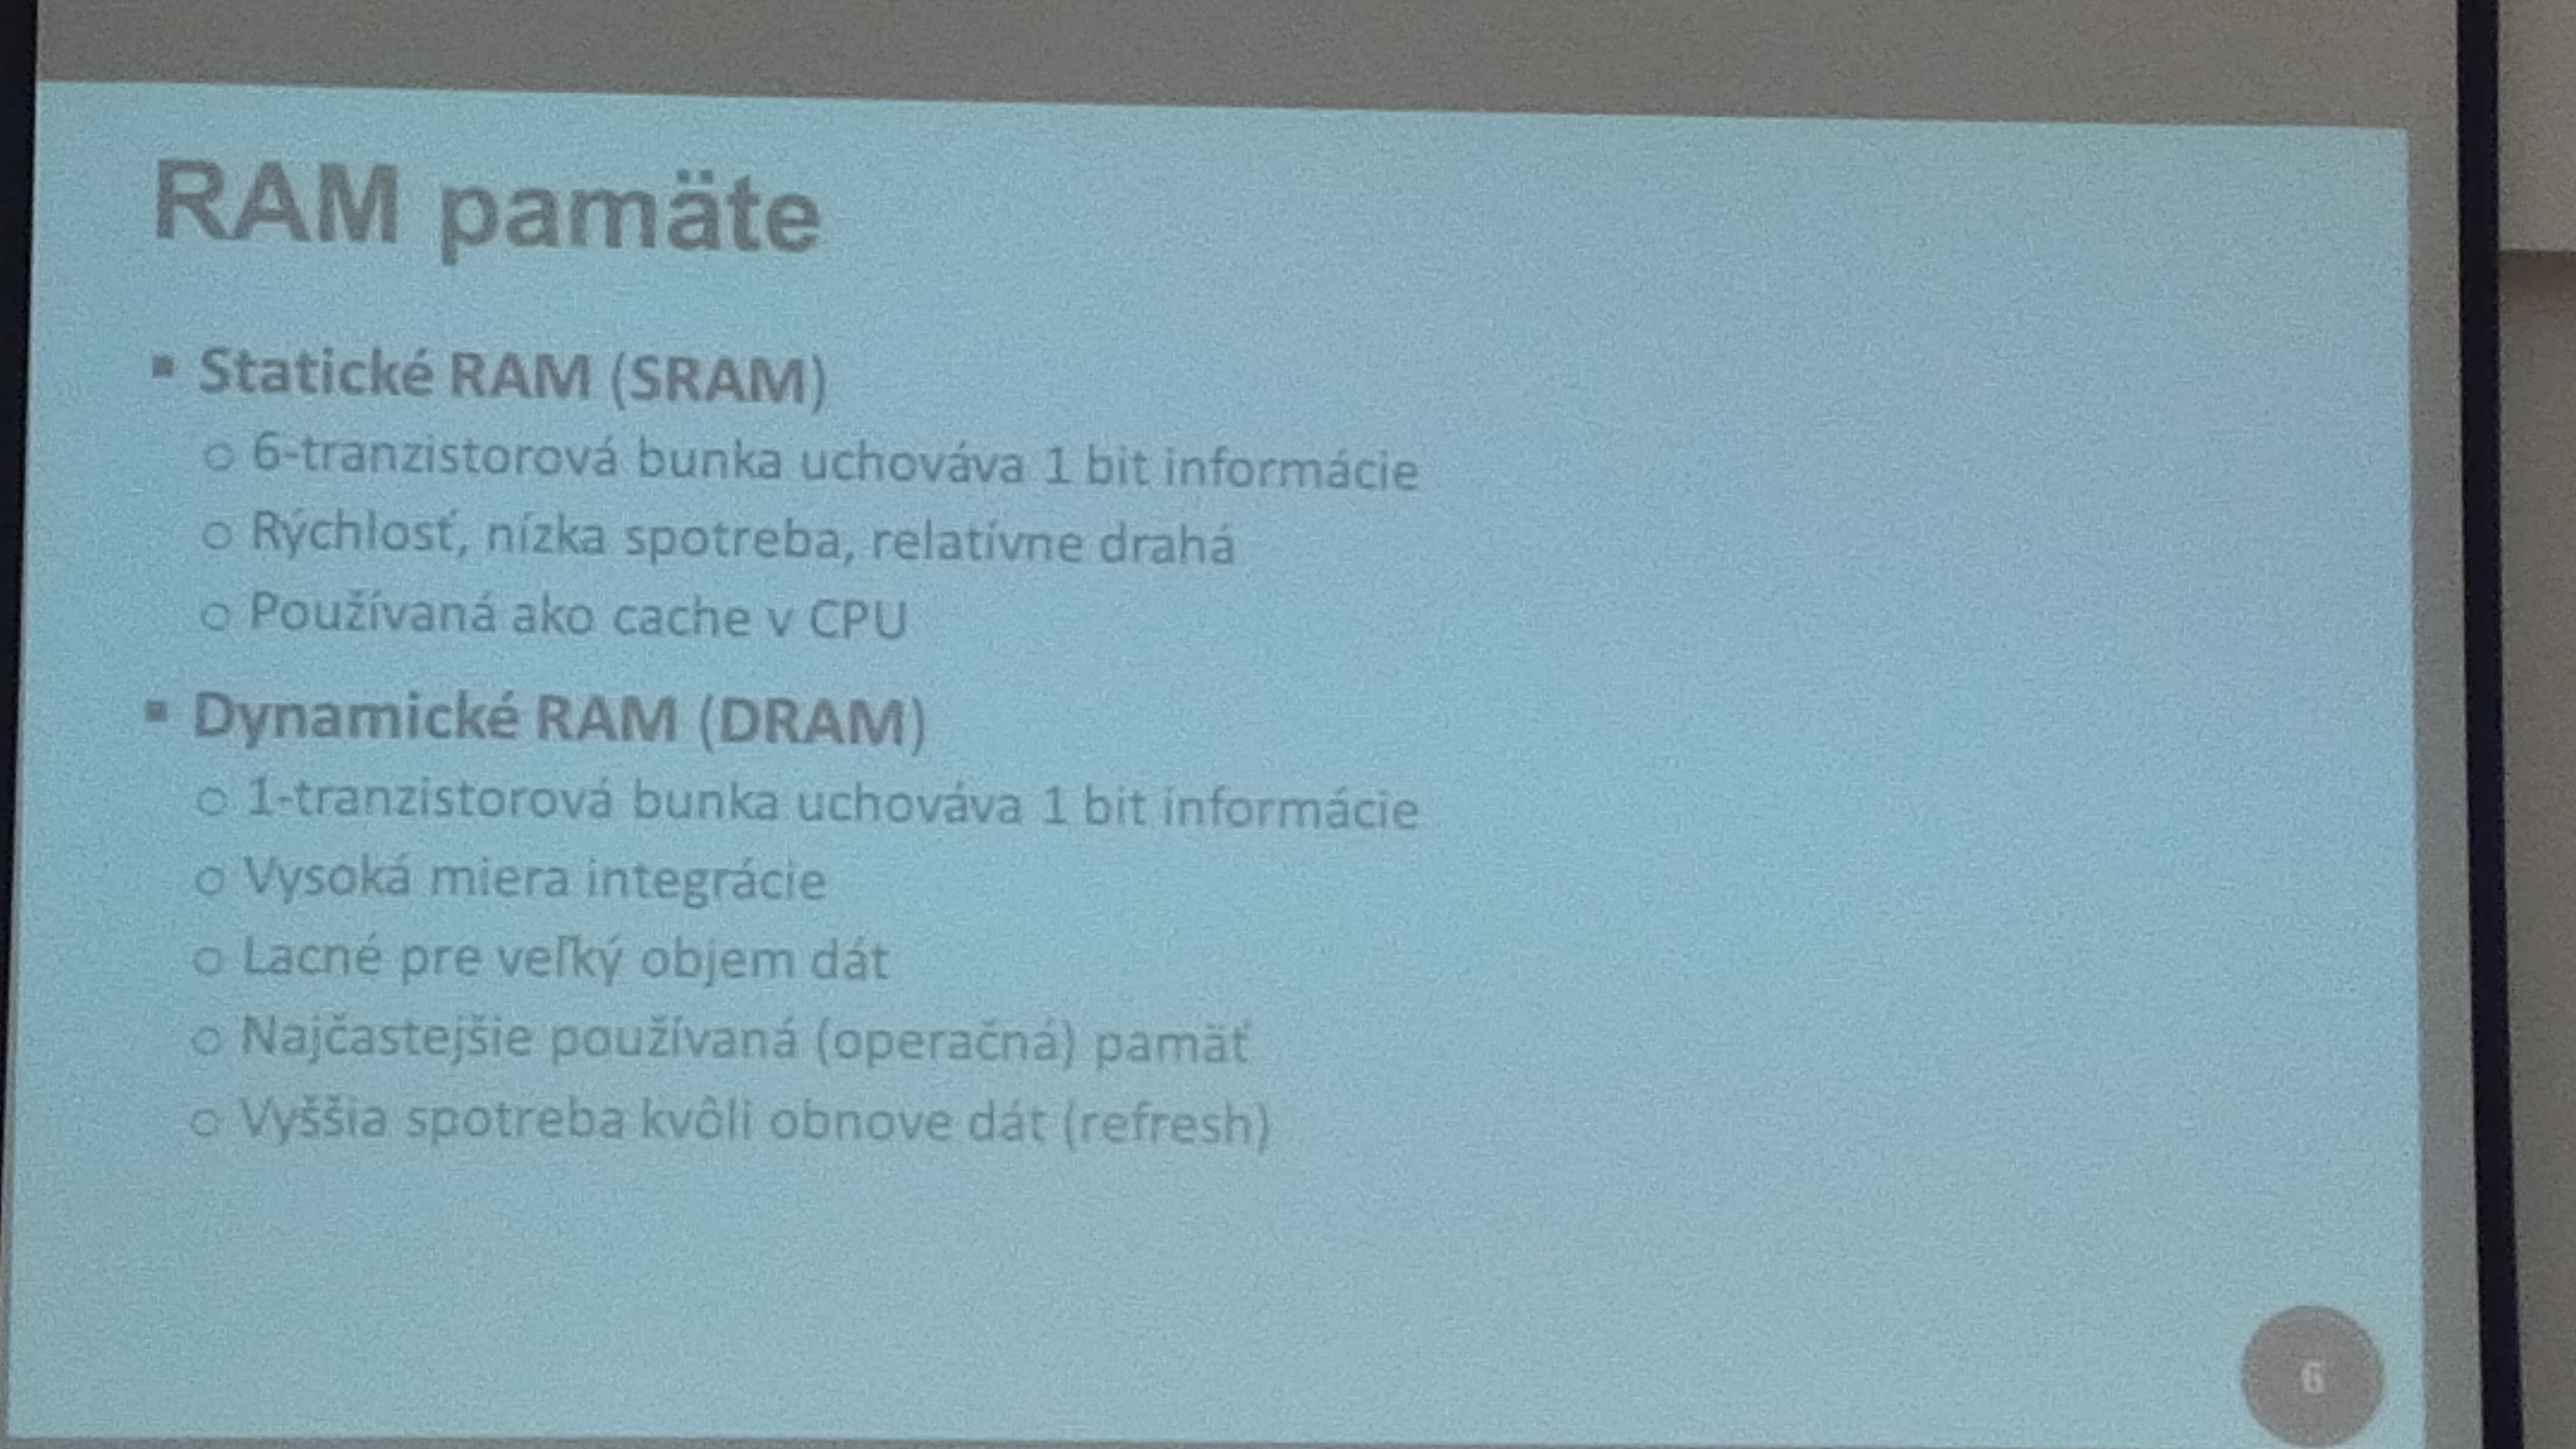 RAM pamäte
▪ Statické RAM (SRAM)
o 6-tranzistorová bunka uchováva 1 bit informácie
o Rýchlosť, nízka spotreba, relatívne drahá
o Používaná ako cache v CPU
▪ Dynamické RAM (DRAM)
o 1-tranzistorová bunka uchováva 1 bit informácie
o Vysoká miera integrácie
o Lacné pre veľký objem dát
o Najčastejšie používaná (operačná) pamäť
o Vyššia spotreba kvôli obnove dát (refresh)
6